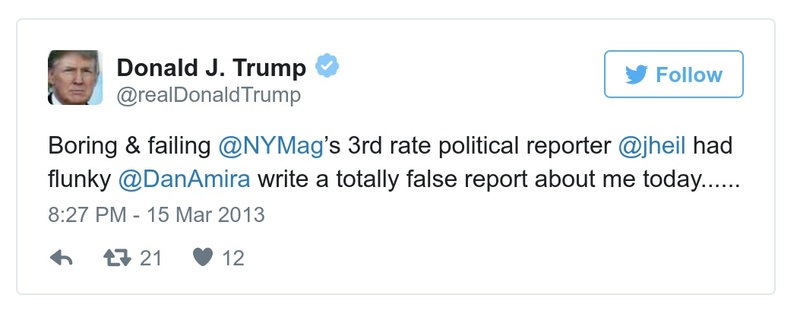 Donald J. Trump
@realDonaldTrump
Follow
Boring & failing @NYMag’s 3rd rate political reporter @jheil had
flunky @DanAmira write a totally false report about me today......
8:27 PM - 15 Mar 2013
21 12